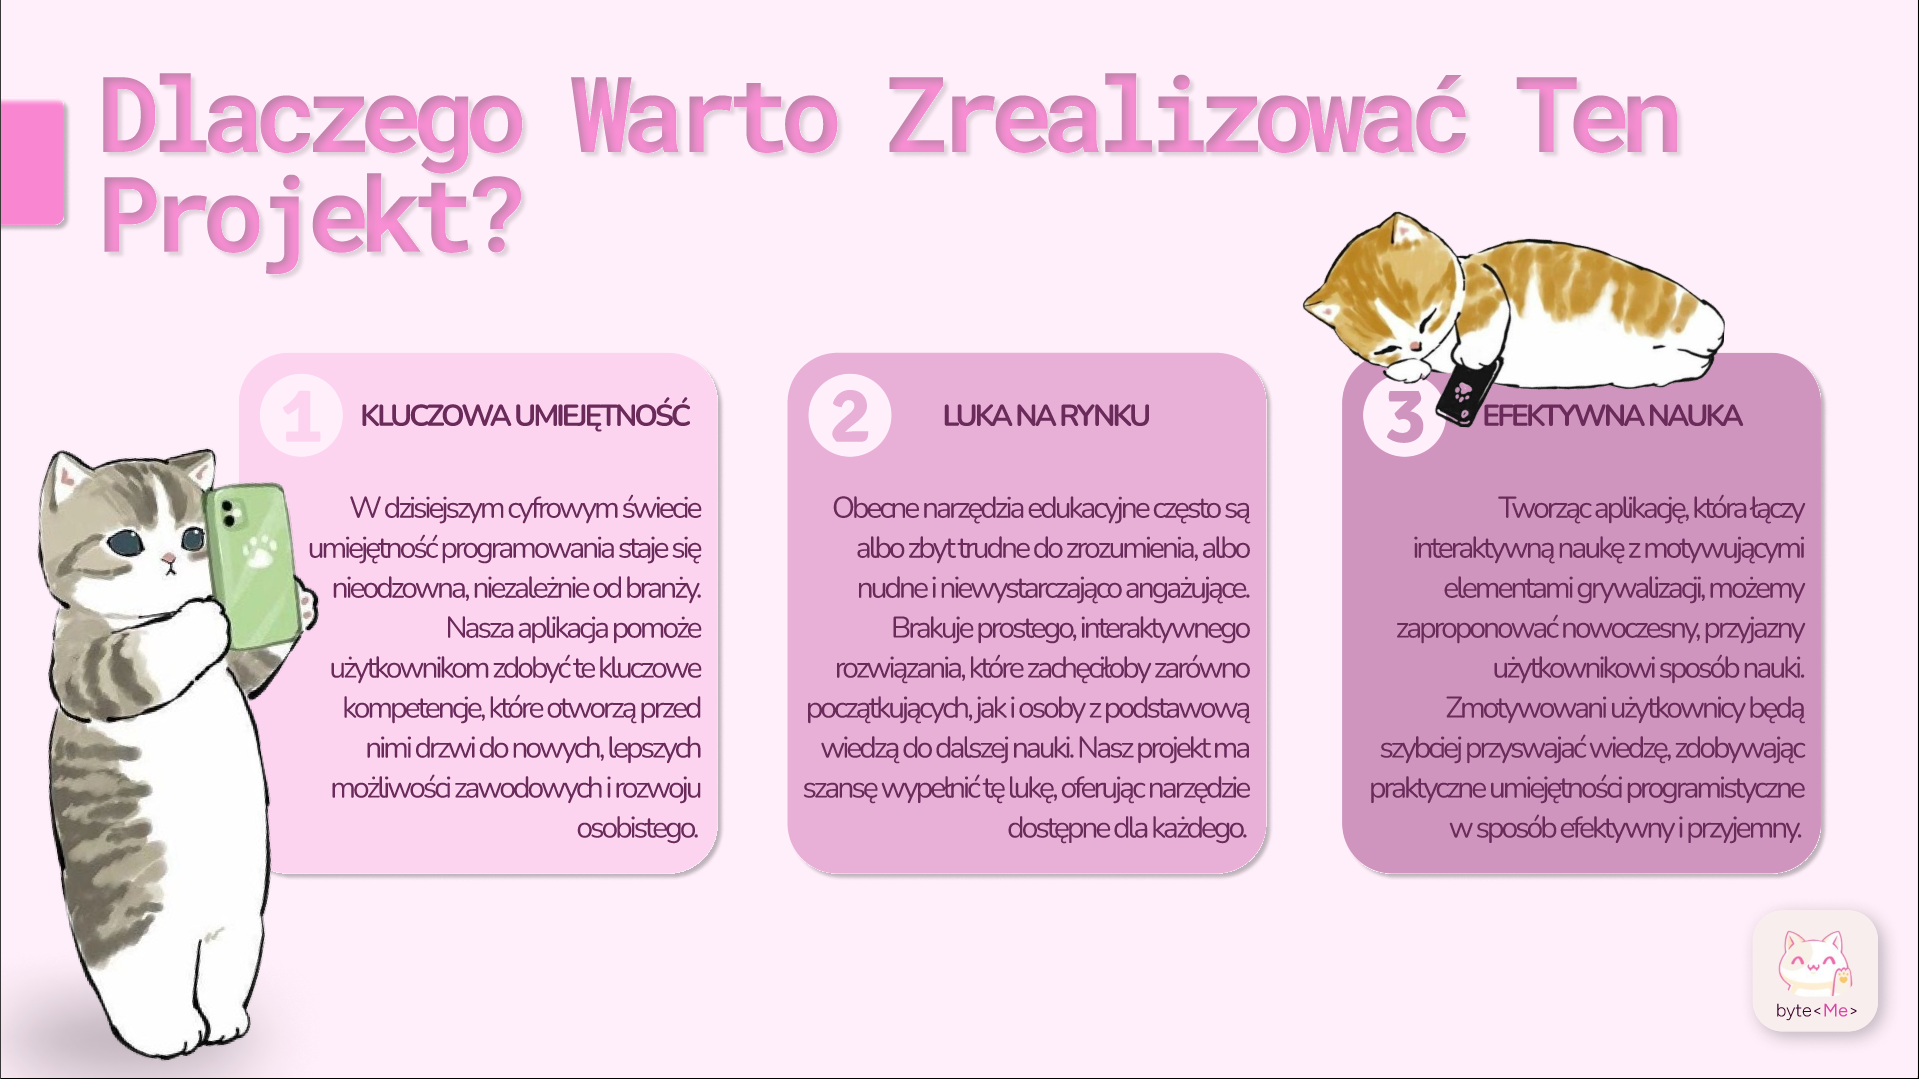 Dlaczego Warto Zrealizować Ten
Projekt?
1
KLUCZOWA UMIEJĘTNOŚĆ
W dzisiejszym cyfrowym świecie
umiejętność programowania staje się
nieodzowna, niezależnie od branży.
Nasza aplikacja pomoże
użytkownikom zdobyć te kluczowe
kompetencje, które otworzą przed
nimi drzwi do nowych, lepszych
możliwości zawodowych i rozwoju
osobistego.
2
LUKA NA RYNKU
Obecne narzędzia edukacyjne często są
albo zbyt trudne do zrozumienia, albo
nudne i niewystarczająco angażujące.
Brakuje prostego, interaktywnego
rozwiązania, które zachęciłoby zarówno
początkujących, jak i osoby z podstawową
wiedzą do dalszej nauki. Nasz projekt ma
szansę wypełnić tę lukę, oferując narzędzie
dostępne dla każdego.
3
EFEKTYWNA NAUKA
Tworząc aplikację, która łączy
interaktywną naukę z motywującymi
elementami grywalizacji, możemy
zaproponować nowoczesny, przyjazny
użytkownikowi sposób nauki.
Zmotywowani użytkownicy będą
szybciej przyswajać wiedzę, zdobywając
praktyczne umiejętności programistyczne
w sposób efektywny i przyjemny.
byte<Me>